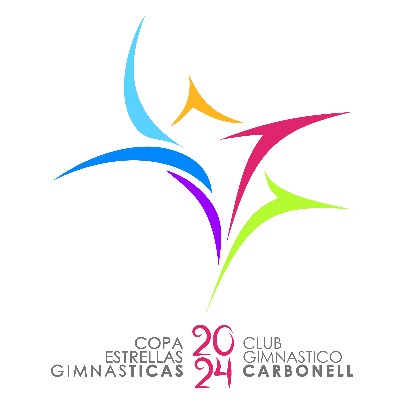 COPA
ESTRELLAS
GIMNASTICAS
20
24
CLUB
GIMNASTICO
CARBONELL